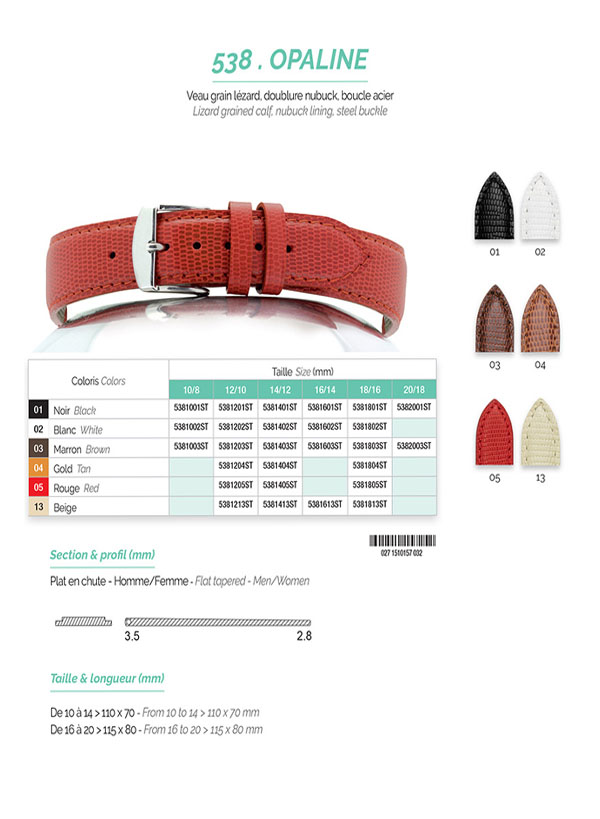 538 . OPALINE
Veau grain lézard, doublure nubuck, boucle acier
Lizard grained calf, nubuck lining, steel buckle
01 02
03 04
05 13
Coloris Colors Taille Size (mm)
10/8 12/10 14/12 16/14 18/16 20/18
01 Noir Black 5381001ST 5381201ST 5381401ST 5381601ST 5381801ST 5382001ST
02 Blanc White 5381002ST 5381202ST 5381402ST 5381602ST 5381802ST
03 Marron Brown 5381003ST 5381203ST 5381403ST 5381603ST 5381803ST 5382003ST
04 Gold Tan 5381204ST 5381404ST 5381804ST
05 Rouge Red 5381205ST 5381405ST 5381805ST
13 Beige 5381213ST 5381413ST 5381613ST 5381813ST
027 1510157 032
Section & profil (mm)
Plat en chute - Homme/Femme - Flat tapered - Men/Women
3.5 2.8
Taille & longueur (mm)
De 10 à 14 > 110 x 70 - From 10 to 14 > 110 x 70 mm
De 16 à 20 > 115 x 80 - From 16 to 20 > 115 x 80 mm